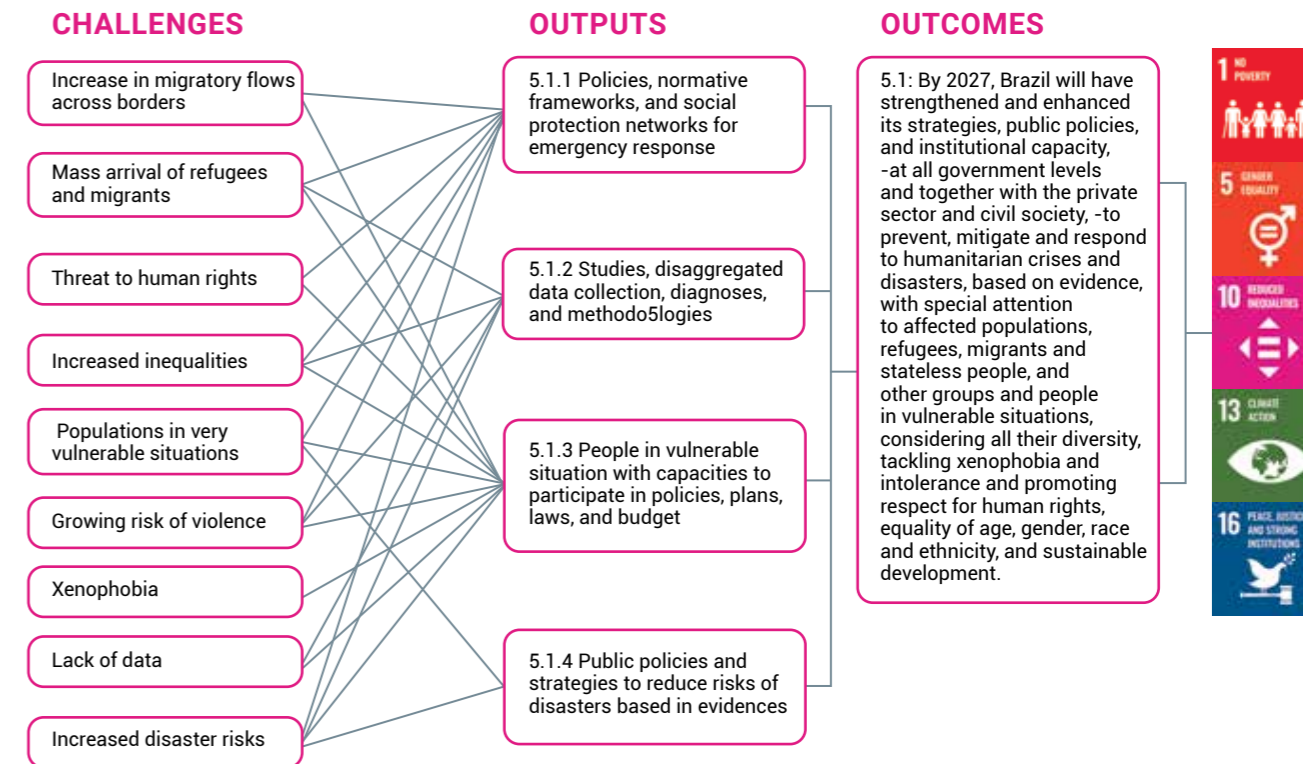 CHALLENGES
Increase in migratory flows
across borders
Mass arrival of refugees
and migrants
Threat to human rights
Increased inequalities
Populations in very
vulnerable situations
Growing risk of violence
Xenophobia
Lack of data
Increased disaster risks
OUTPUTS
5.1.1 Policies, normative
frameworks, and social
protection networks for
emergency response
5.1.2 Studies, disaggregated
data collection, diagnoses,
and methodo5logies
5.1.3 People in vulnerable
situation with capacities to
participate in policies, plans,
laws, and budget
5.1.4 Public policies and
strategies to reduce risks of
disasters based in evidences
OUTCOMES
5.1: By 2027, Brazil will have
strengthened and enhanced
its strategies, public policies,
and institutional capacity,
-at all government levels
and together with the private
sector and civil society, -to
prevent, mitigate and respond
to humanitarian crises and
disasters, based on evidence,
with special attention
to affected populations,
refugees, migrants and
stateless people, and
other groups and people
in vulnerable situations,
considering all their diversity,
tackling xenophobia and
intolerance and promoting
respect for human rights,
equality of age, gender, race
and ethnicity, and sustainable
development.
1 NO
POVERTY
5 GENDER
EQUALITY
10 REDUCED
INEQUALITIES
13 CLIMATE
ACTION
16 PEACE, JUSTICE
AND STRONG
INSTITUTIONS